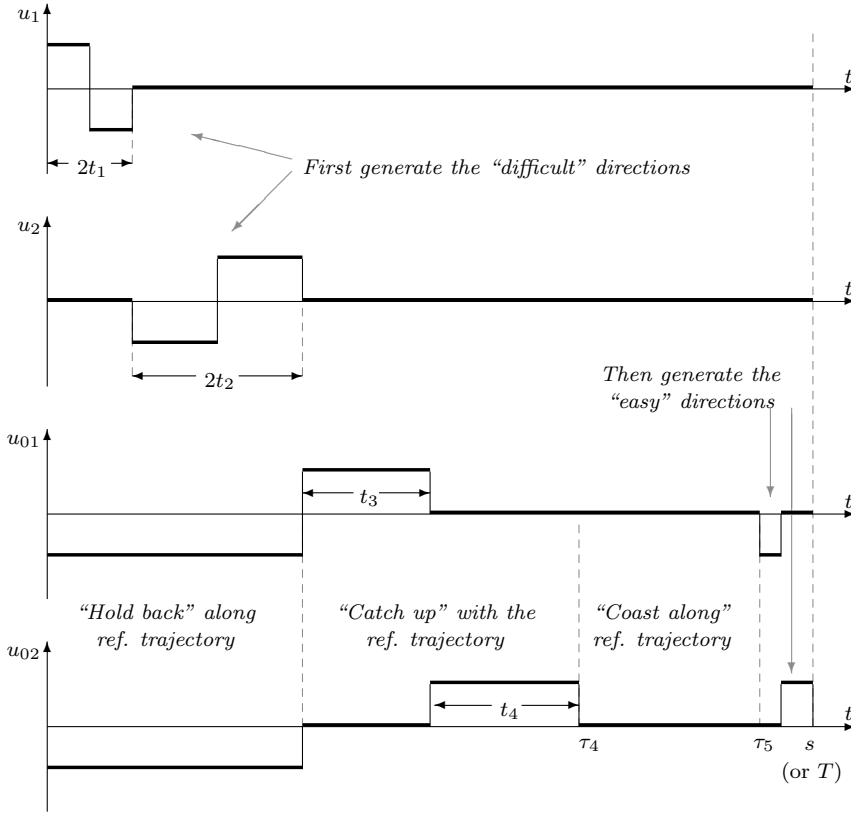 u₁
t
2t₁
First generate the “difficult” directions
u₂
t
2t₂
Then generate the
“easy” directions
u₀₁
t
t₃
“Hold back” along
ref. trajectory
“Catch up” with the
ref. trajectory
“Coast along”
ref. trajectory
u₀₂
t
t₄
τ₄
τ₅
s
(or T)